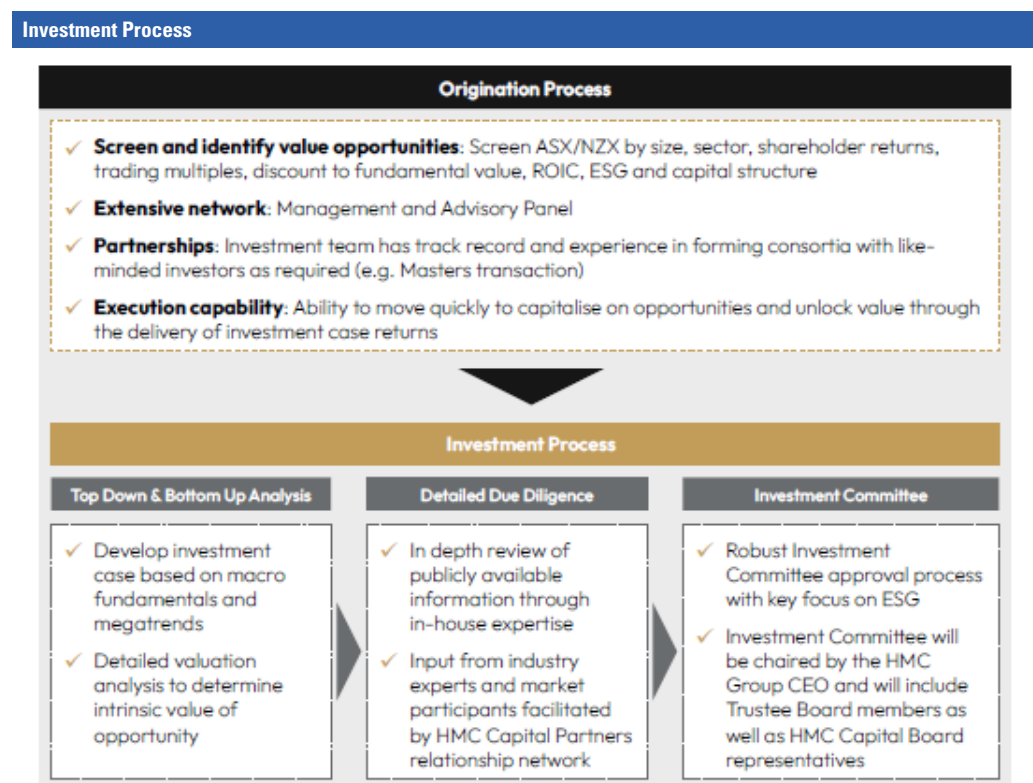 Investment Process
Origination Process
✓ Screen and identify value opportunities: Screen ASX/NZX by size, sector, shareholder returns,
trading multiples, discount to fundamental value, ROIC, ESG and capital structure
✓ Extensive network: Management and Advisory Panel
✓ Partnerships: Investment team has track record and experience in forming consortia with like-
minded investors as required (e.g. Masters transaction)
✓ Execution capability: Ability to move quickly to capitalise on opportunities and unlock value through
the delivery of investment case returns
Investment Process
Top Down & Bottom Up Analysis
✓ Develop investment
case based on macro
fundamentals and
megatrends
✓ Detailed valuation
analysis to determine
intrinsic value of
opportunity
Detailed Due Diligence
✓ In depth review of
publicly available
information through
in-house expertise
✓ Input from industry
experts and market
participants facilitated
by HMC Capital Partners
relationship network
Investment Committee
✓ Robust Investment
Committee approval process
with key focus on ESG
✓ Investment Committee will
be chaired by the HMC
Group CEO and will include
Trustee Board members as
well as HMC Capital Board
representatives